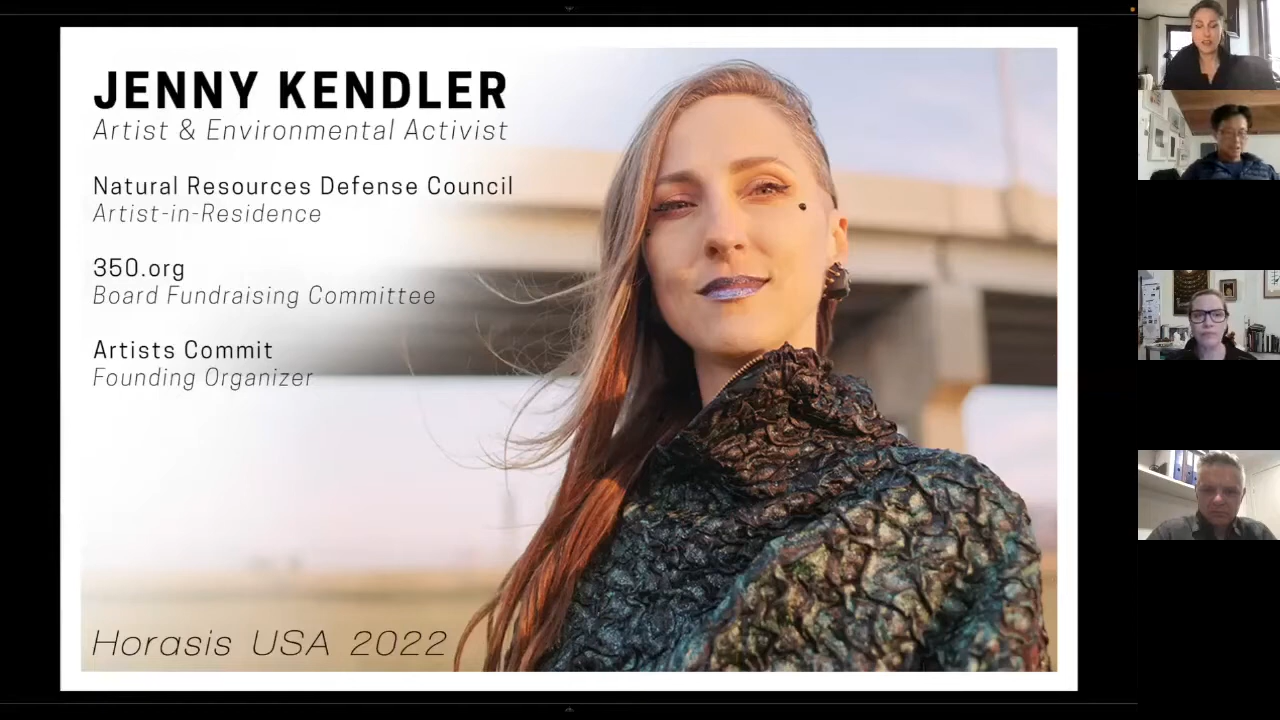 JENNY KENDLER
Artist & Environmental Activist
Natural Resources Defense Council
Artist-in-Residence
350.org
Board Fundraising Committee
Artists Commit
Founding Organizer
Horasis USA 2022